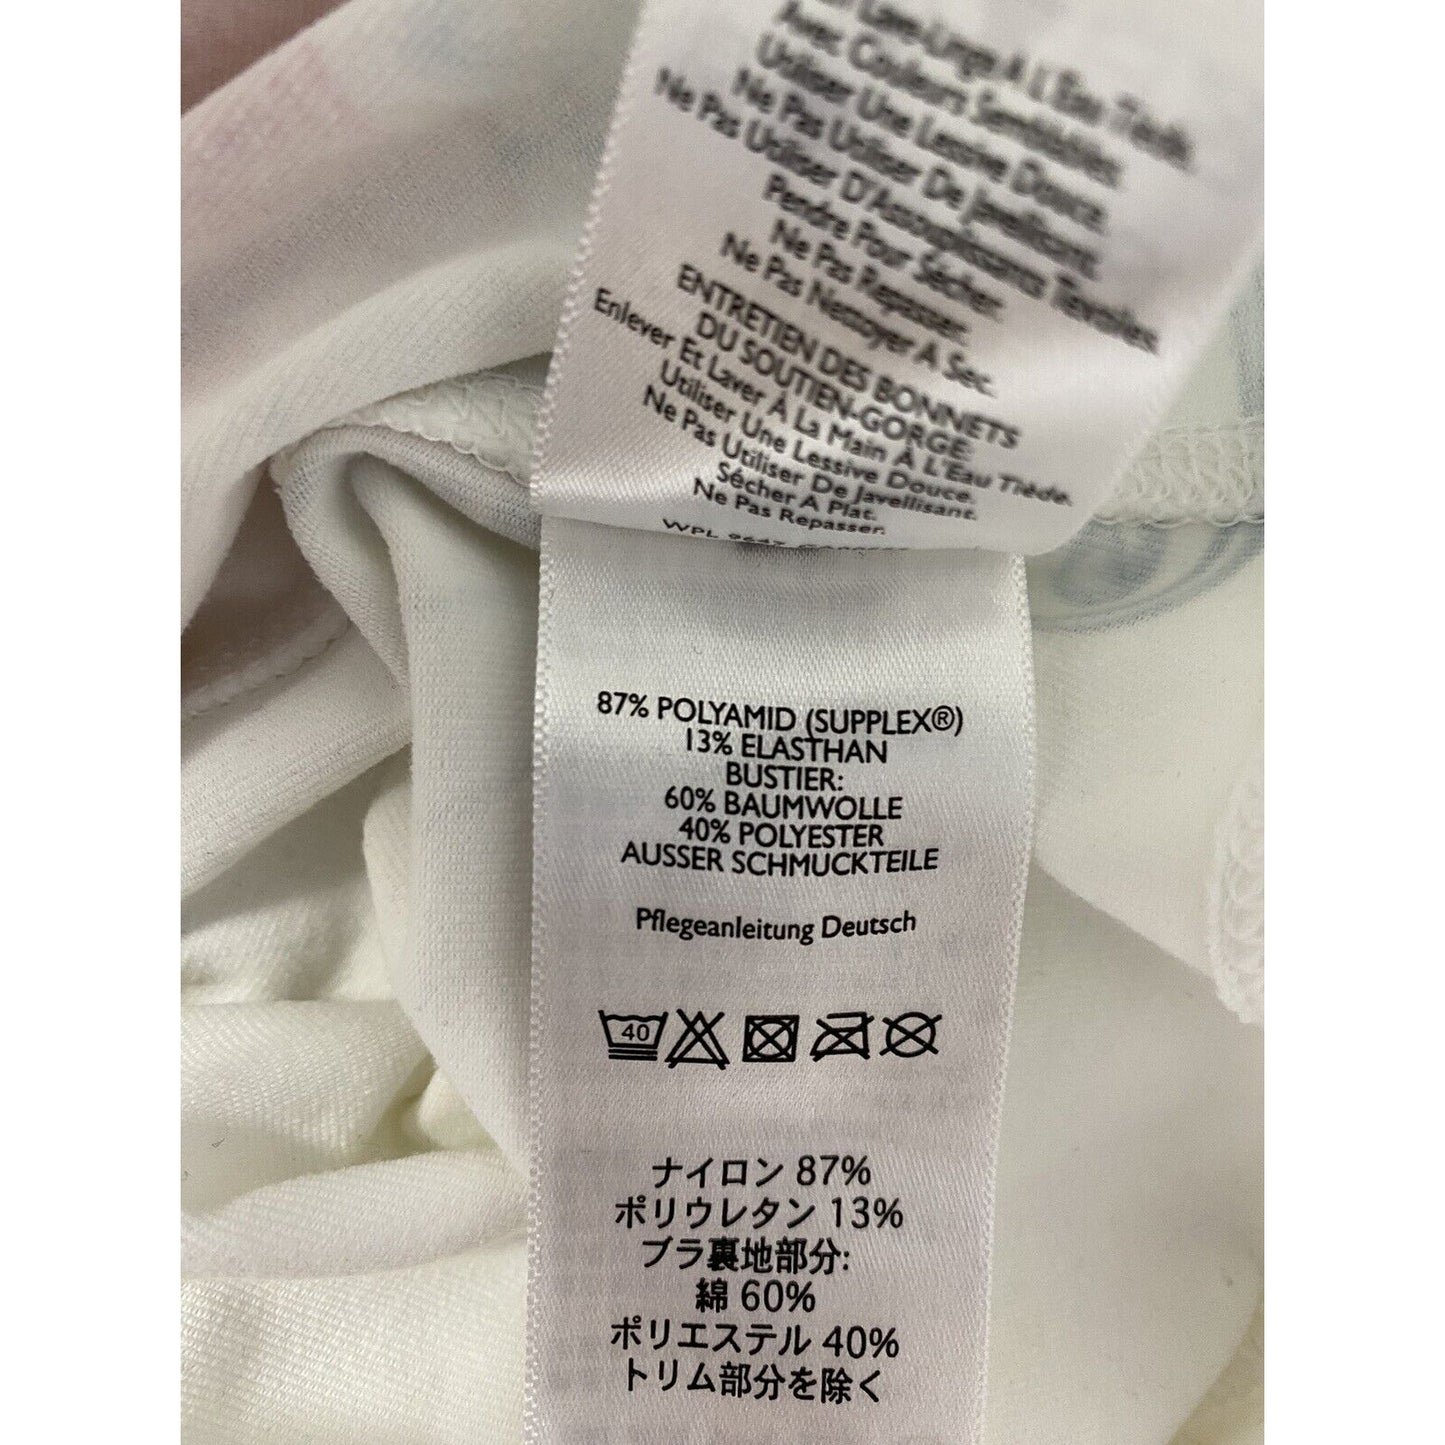 Lave-Linge À L'Eau Tiède
Avec Couleurs Semblables.
Utiliser Une Lessive Douce.
Ne Pas Utiliser De Javellisant.
Ne Pas Utiliser D'Assouplissants Textiles.
Pendre Pour Sécher.
Ne Pas Repasser.
Ne Pas Nettoyer A Sec.
ENTRETIEN DES BONNETS
DU SOUTIEN-GORGE:
Enlever Et Laver À La Main À L'Eau Tiède.
Utiliser Une Lessive Douce.
Ne Pas Utiliser De Javellisant.
Sécher A Plat.
Ne Pas Repasser.
WPL
87% POLYAMID (SUPPLEX®)
13% ELASTHAN
BUSTIER:
60% BAUMWOLLE
40% POLYESTER
AUSSER SCHMUCKTEILE
Pflegeanleitung Deutsch
40
ナイロン 87%
ポリウレタン 13%
ブラ裏地部分:
綿 60%
ポリエステル 40%
トリム部分を除く